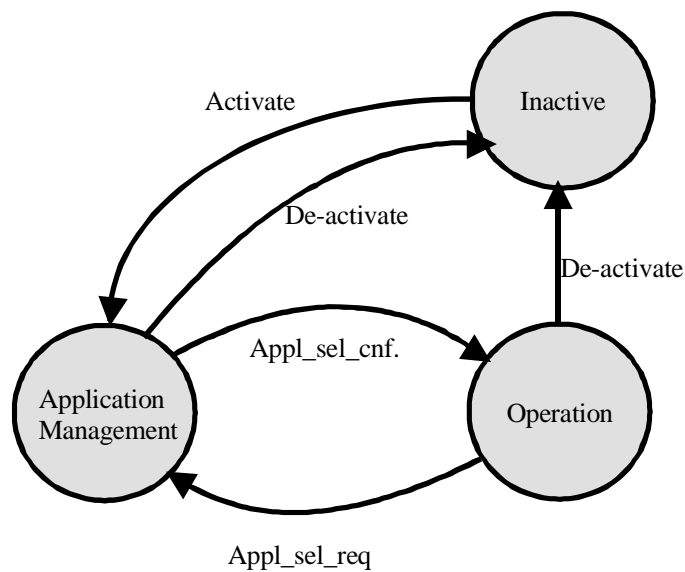 Activate
Inactive
De-activate
De-activate
Appl_sel_cnf.
Application
Management
Operation
Appl_sel_req